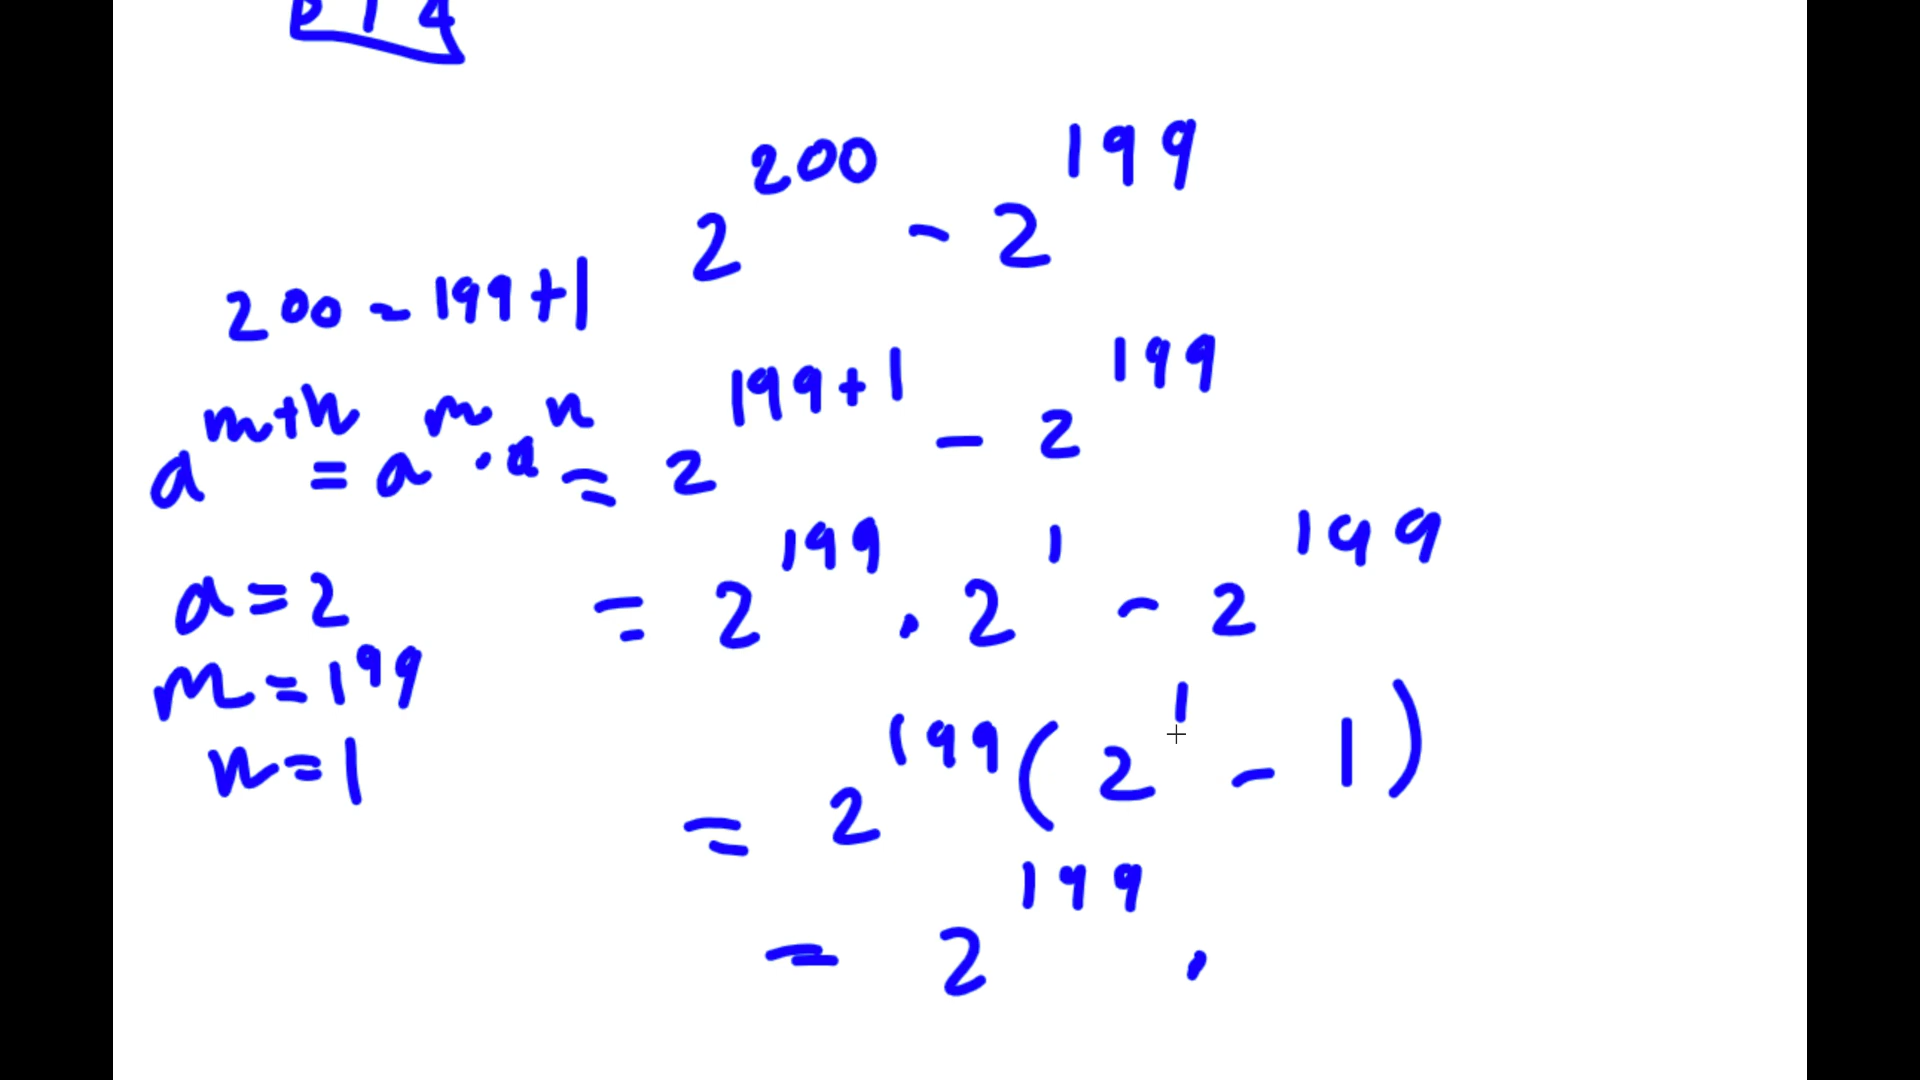 2^200 - 2^199
200 = 199+1
a^m+n = a^m . a^n = 2^199+1 - 2^199
a=2
= 2^199 . 2^1 - 2^199
m=199
n=1
= 2^199 (2^1 - 1)
= 2^199 .